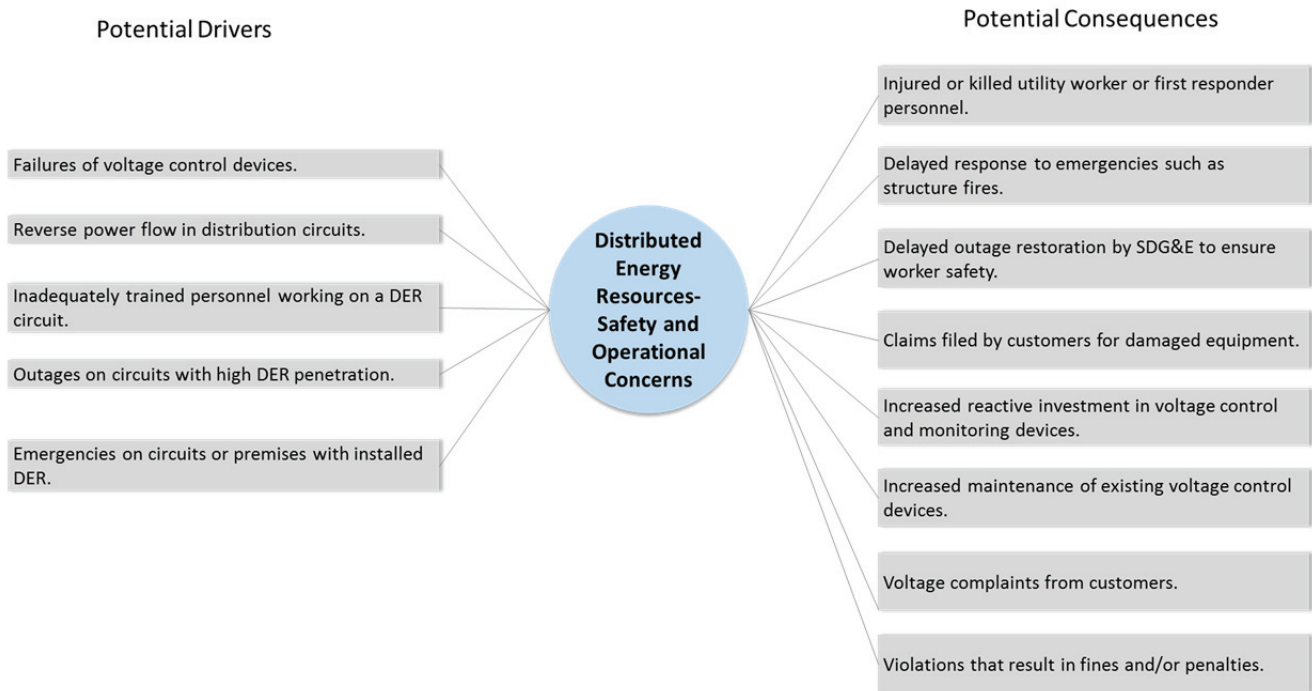 Potential Drivers
Failures of voltage control devices.
Reverse power flow in distribution circuits.
Inadequately trained personnel working on a DER
circuit.
Outages on circuits with high DER penetration.
Emergencies on circuits or premises with installed
DER.
Distributed
Energy
Resources-
Safety and
Operational
Concerns
Potential Consequences
Injured or killed utility worker or first responder
personnel.
Delayed response to emergencies such as
structure fires.
Delayed outage restoration by SDG&E to ensure
worker safety.
Claims filed by customers for damaged equipment.
Increased reactive investment in voltage control
and monitoring devices.
Increased maintenance of existing voltage control
devices.
Voltage complaints from customers.
Violations that result in fines and/or penalties.